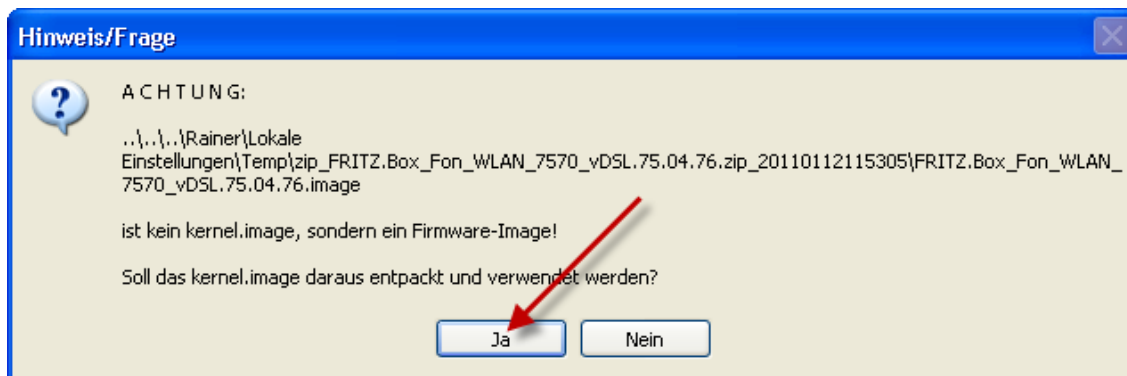 Hinweis/Frage
A C H T U N G:
..\..\..\Rainer\Lokale
Einstellungen\Temp\zip_FRITZ.Box_Fon_WLAN_7570_vDSL.75.04.76.zip_20110112115305\FRITZ.Box_Fon_WLAN_
7570_vDSL.75.04.76.image
ist kein kernel.image, sondern ein Firmware-Image!
Soll das kernel.image daraus entpackt und verwendet werden?
Ja
Nein